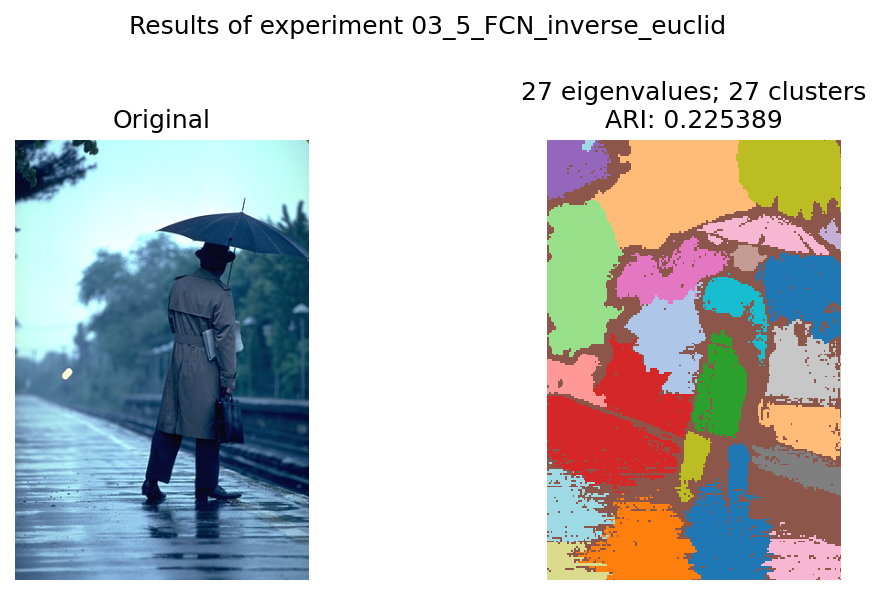 Results of experiment 03_5_FCN_inverse_euclid
Original
27 eigenvalues; 27 clusters
ARI: 0.225389